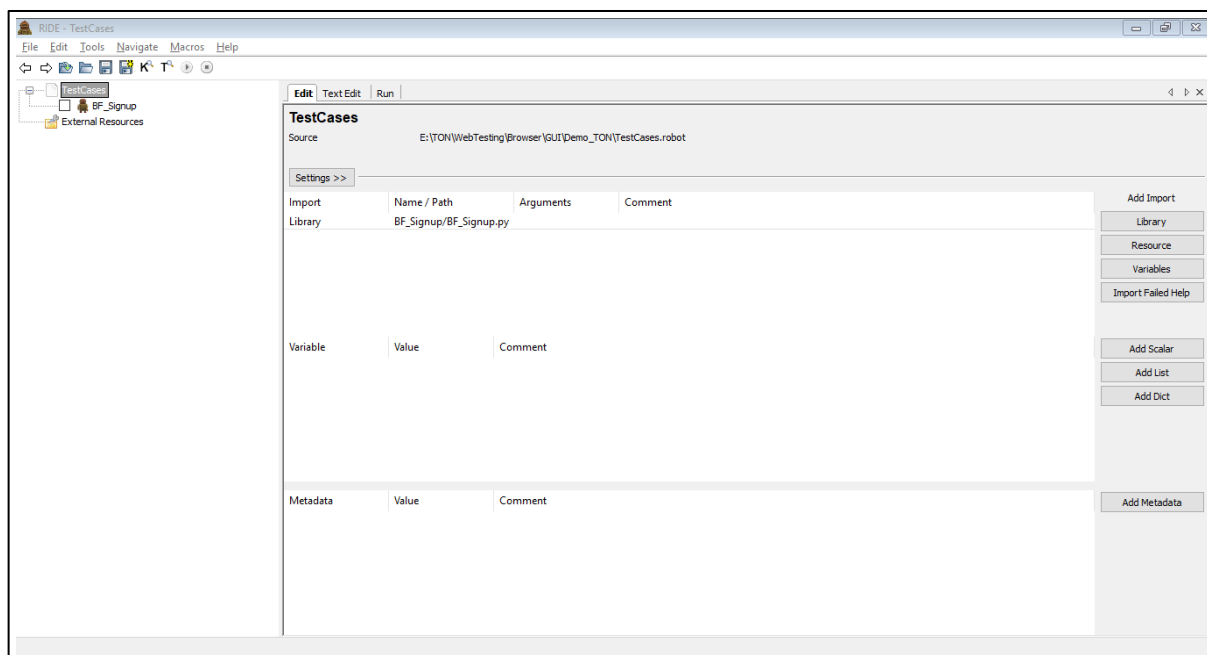 RIDE - TestCases
File Edit Tools Navigate Macros Help
TestCases
BF_Signup
External Resources
Edit Text Edit Run
TestCases
Source E:\TON\WebTesting\Browser\GUI\Demo_TON\TestCases.robot
Settings >>
Import Name / Path Arguments Comment Add Import
Library BF_Signup/BF_Signup.py Library
Resource
Variables
Import Failed Help
Variable Value Comment Add Scalar
Add List
Add Dict
Metadata Value Comment Add Metadata